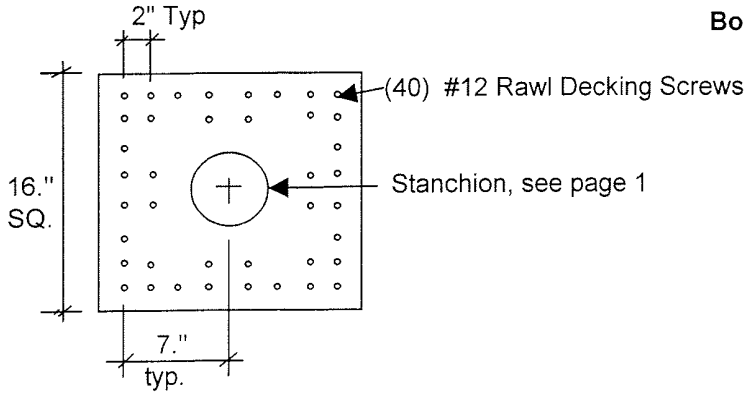 2" Typ
Bo
(40) #12 Rawl Decking Screws
Stanchion, see page 1
16."
SQ.
7."
typ.